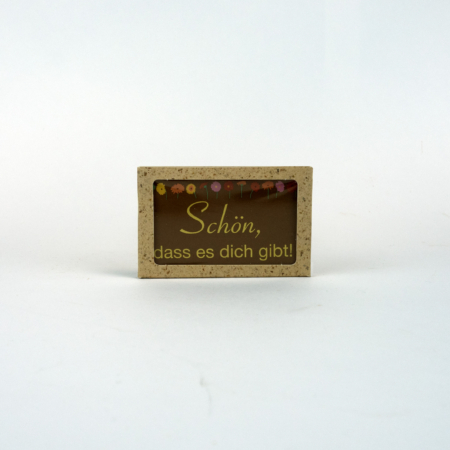 Schön,
dass es dich gibt!